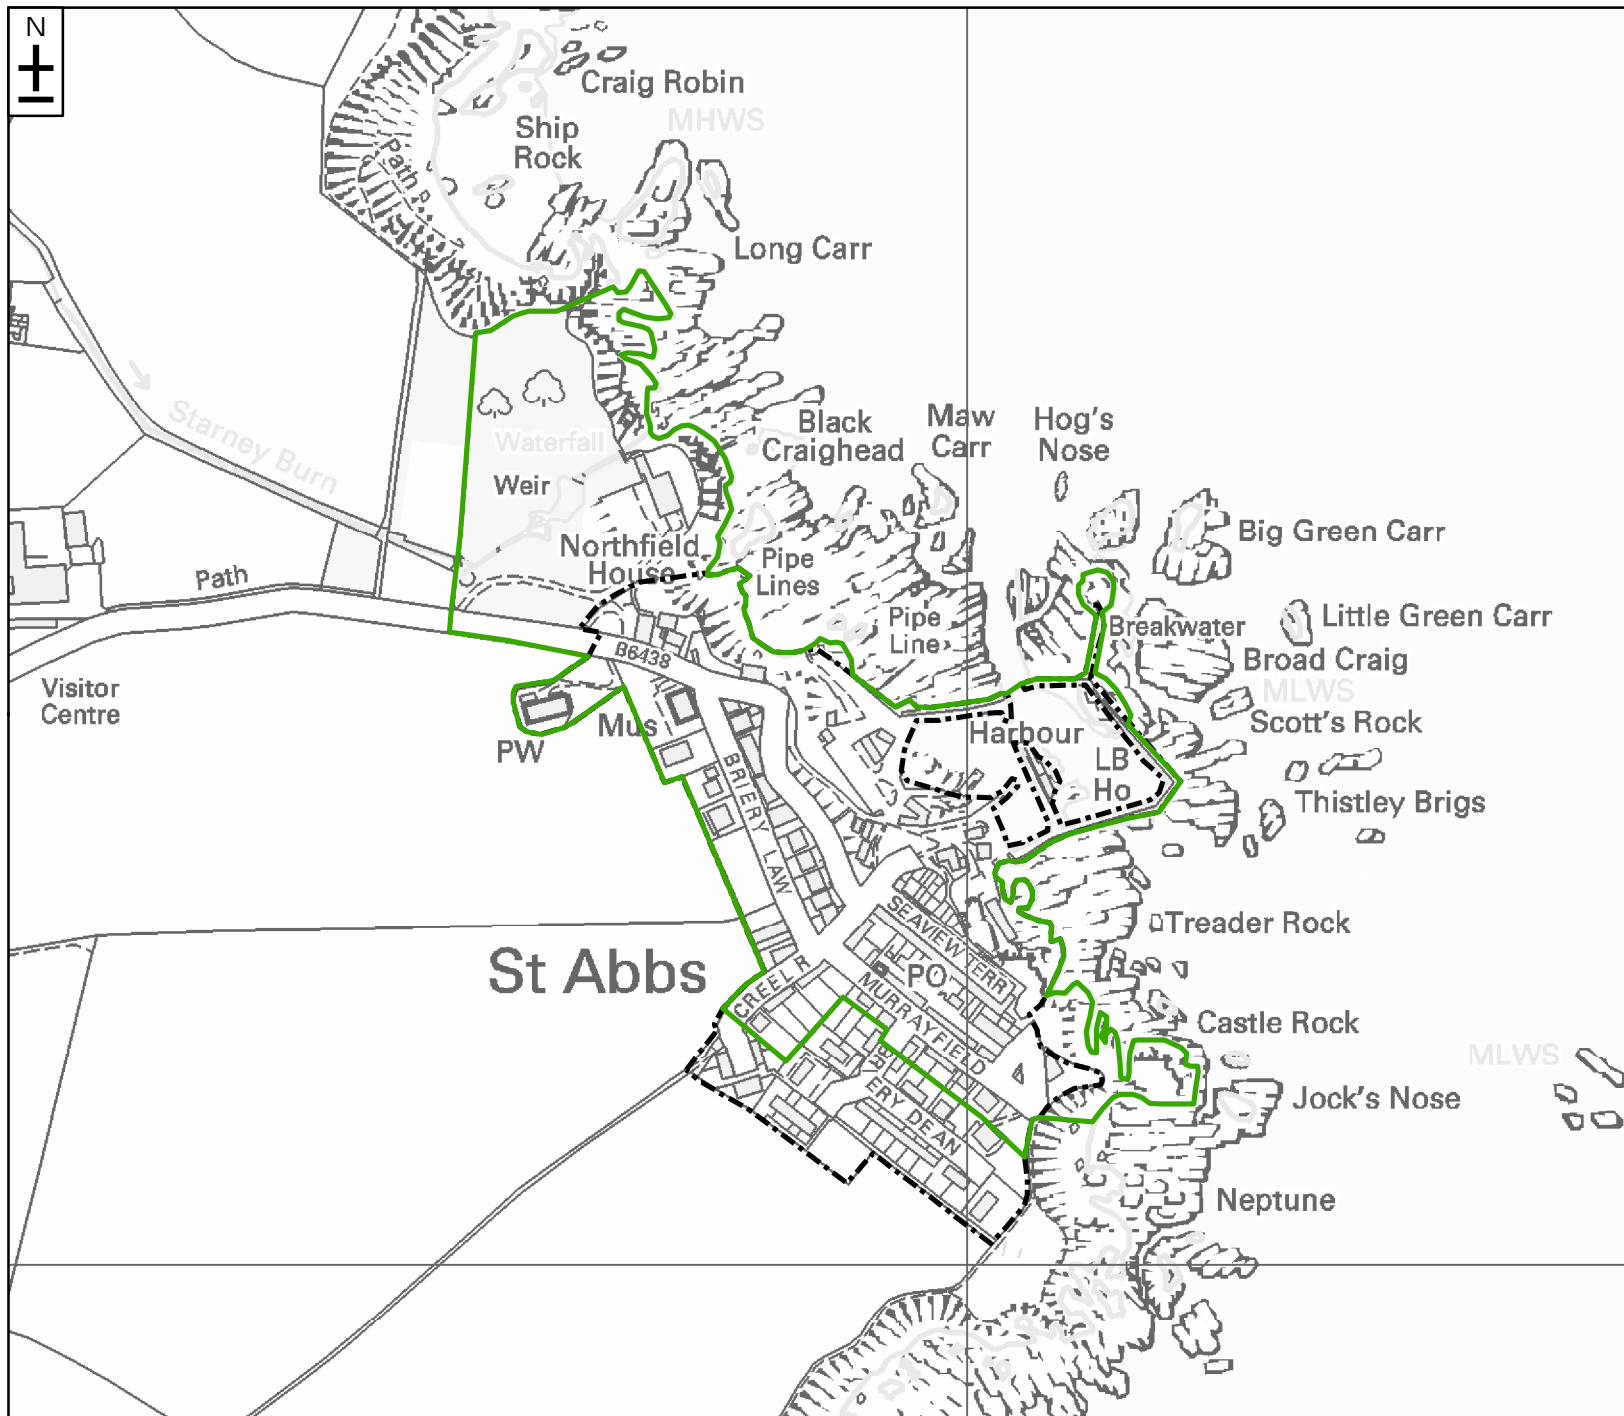 N
Craig Robin
MHWS
Ship
Rock
Path
Long Carr
Starney Burn
Waterfall
Weir
Black
Craighead
Maw
Carr
Hog's
Nose
Big Green Carr
Northfield
House
Pipe
Lines
Path
Pipe
Line
Breakwater
Little Green Carr
B6438
Broad Craig
MLWS
Visitor
Centre
Mus
PW
Harbour
Scott's Rock
LB
Ho
Thistley Brigs
BRIERY LAW
SEAVIEW TERR
Treader Rock
St Abbs
CREEL R
PO
MURRAYFIELD
Castle Rock
MLWS
BRIERY DEAN
Jock's Nose
Neptune